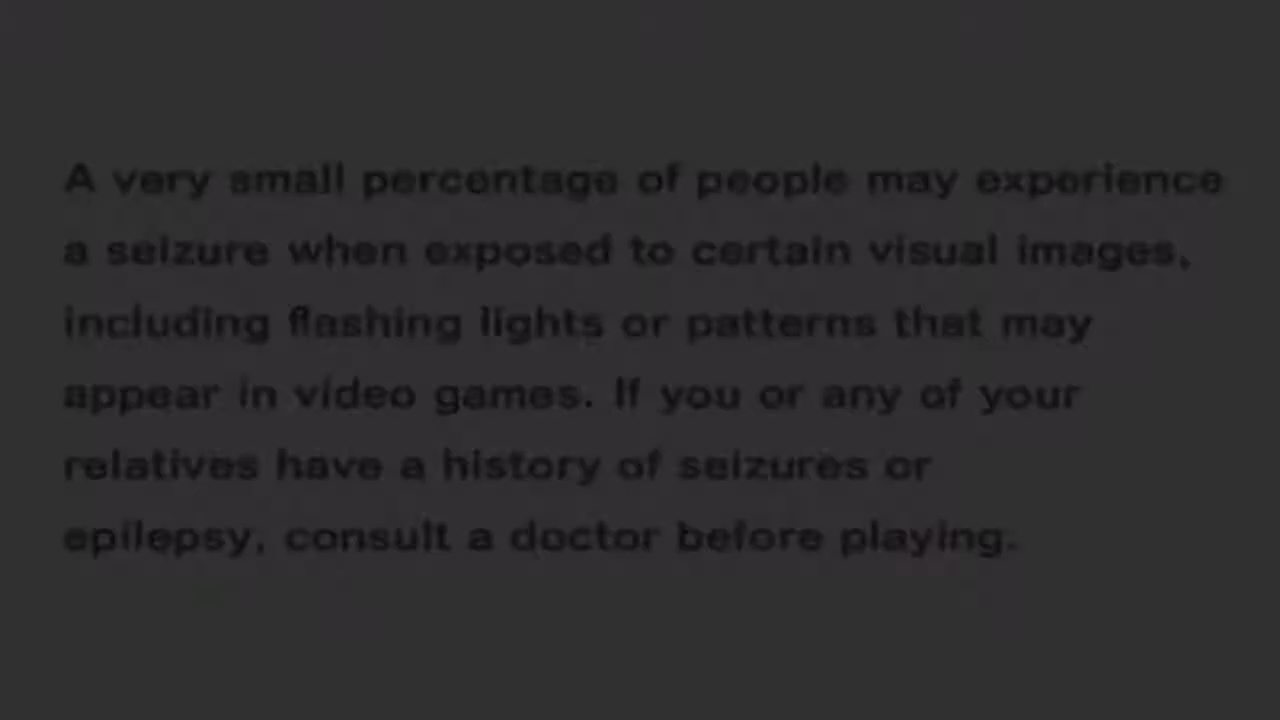 A very small percentage of people may experience
a seizure when exposed to certain visual images,
including flashing lights or patterns that may
appear in video games. If you or any of your
relatives have a history of seizures or
epilepsy, consult a doctor before playing.